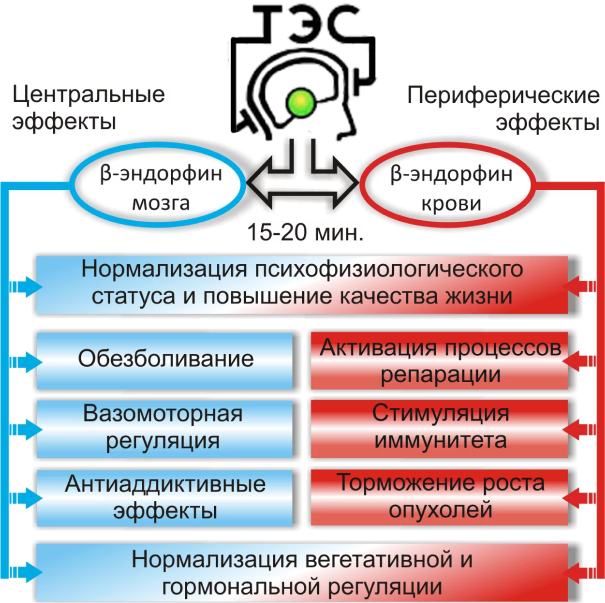 ТЭС
Центральные
эффекты
Периферические
эффекты
β-эндорфин
мозга
β-эндорфин
крови
15-20 мин.
Нормализация психофизиологического
статуса и повышение качества жизни
Обезболивание
Активация процессов
репарации
Вазомоторная
регуляция
Стимуляция
иммунитета
Антиаддиктивные
эффекты
Торможение роста
опухолей
Нормализация вегетативной и
гормональной регуляции